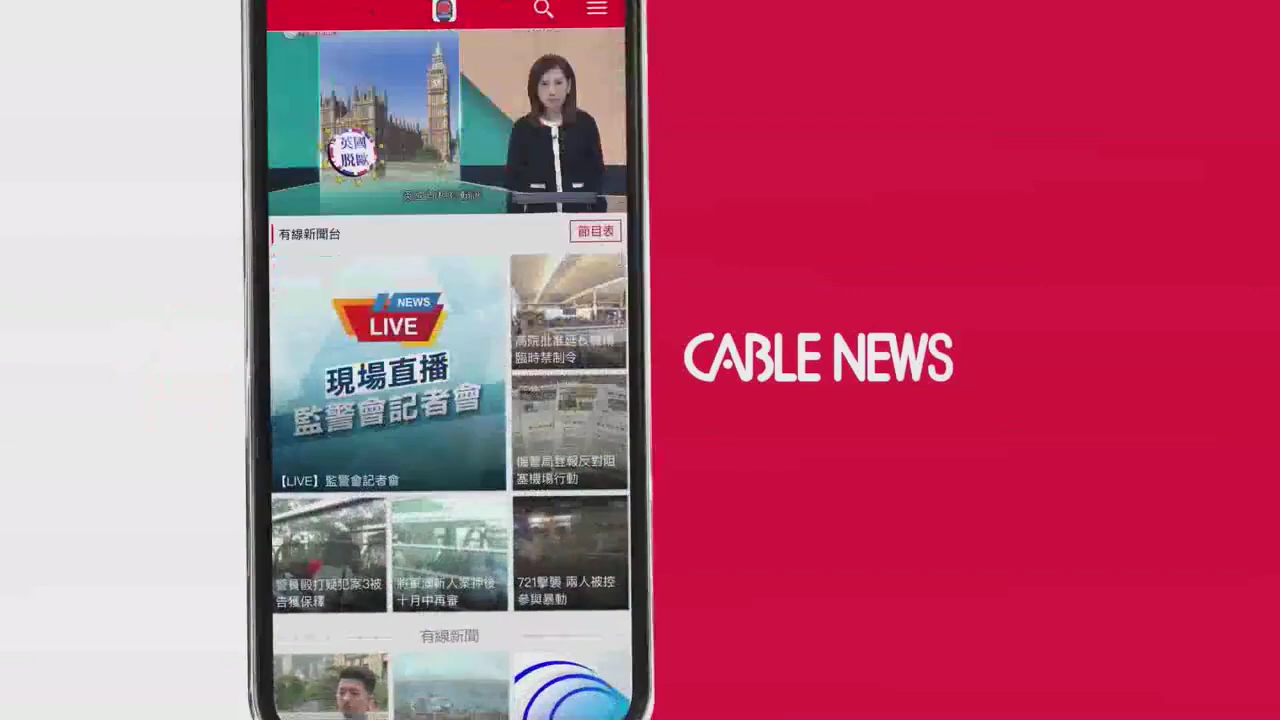 英國
脫歐
有線新聞台
節目表
NEWS
LIVE
現場直播
監警會記者會
【LIVE】監警會記者會
高院批准延長機場
臨時禁制令
機管局登報反對阻
塞機場行動
警員毆打疑犯案3被
告獲保釋
將軍澳斬人案押後
十月中再審
721擊襲 兩人被控
參與暴動
有線新聞
CABLE NEWS